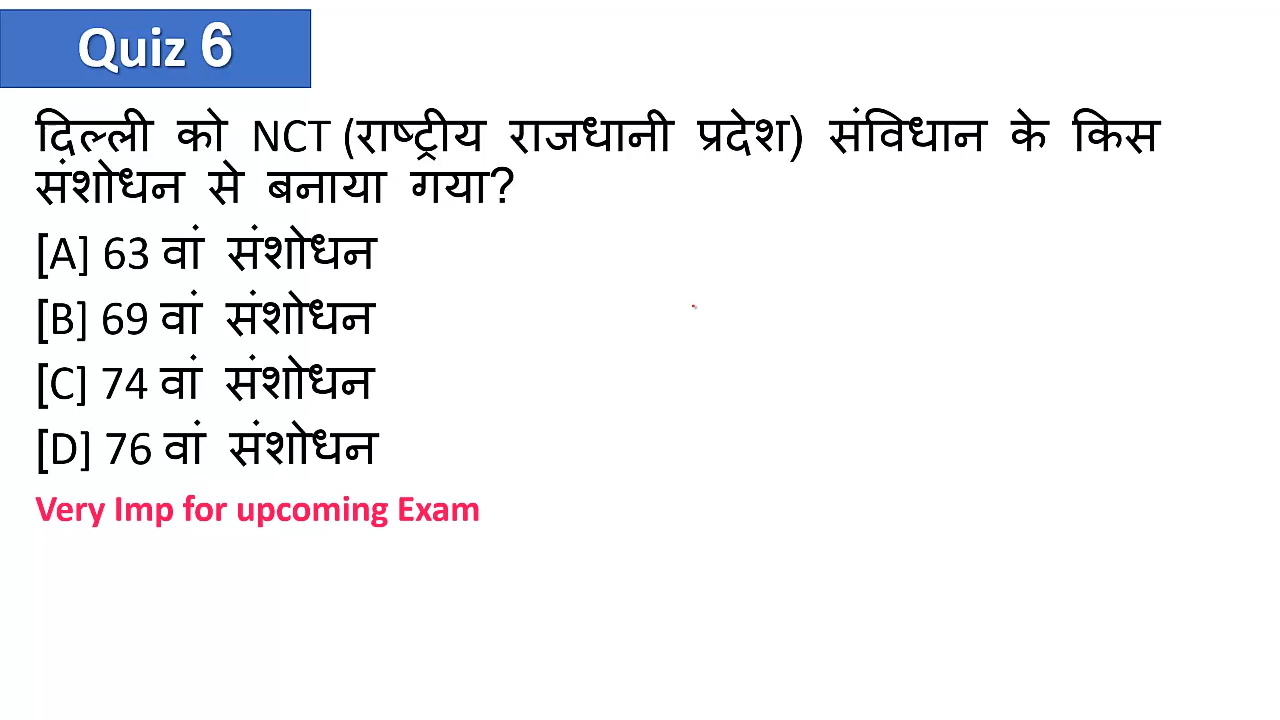 Quiz 6
दिल्ली को NCT (राष्ट्रीय राजधानी प्रदेश) संविधान के किस
संशोधन से बनाया गया?
[A] 63 वां संशोधन
[B] 69 वां संशोधन
[C] 74 वां संशोधन
[D] 76 वां संशोधन
Very Imp for upcoming Exam